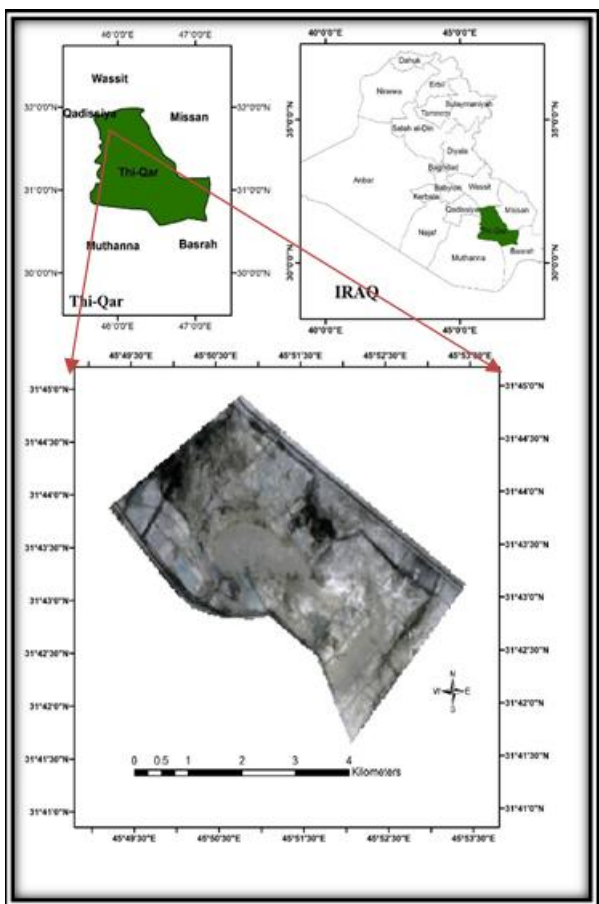 46°0'0"E 47°0'0"E
Wassit
32°0'0"N 32°0'0"N
Qadissiya
Missan
Thi-Qar
31°0'0"N 31°0'0"N
Muthanna Basrah
30°0'0"N 30°0'0"N
Thi-Qar
46°0'0"E 47°0'0"E
40°0'0"E 45°0'0"E
Dahuk
Erbil
Ninewa
Sulaymaniyah
Salah al-Din
35°0'0"N 35°0'0"N
Diyala
Baghdad
Anbar
Babylon Wassit
Kerbala
Qadissiya Missan
Thi-Qar
Najaf
Basrah
Muthanna
30°0'0"N 30°0'0"N
IRAQ
40°0'0"E 45°0'0"E
45°49'30"E 45°50'30"E 45°51'30"E 45°52'30"E 45°53'30"E
31°45'0"N 31°45'0"N
31°44'30"N 31°44'30"N
31°44'0"N 31°44'0"N
31°43'30"N 31°43'30"N
31°43'0"N 31°43'0"N
31°42'30"N 31°42'30"N
N
W E
S
31°42'0"N 31°42'0"N
31°41'30"N 31°41'30"N
0 0.5 1 2 3 4
Kilometers
31°41'0"N 31°41'0"N
45°49'30"E 45°50'30"E 45°51'30"E 45°52'30"E 45°53'30"E